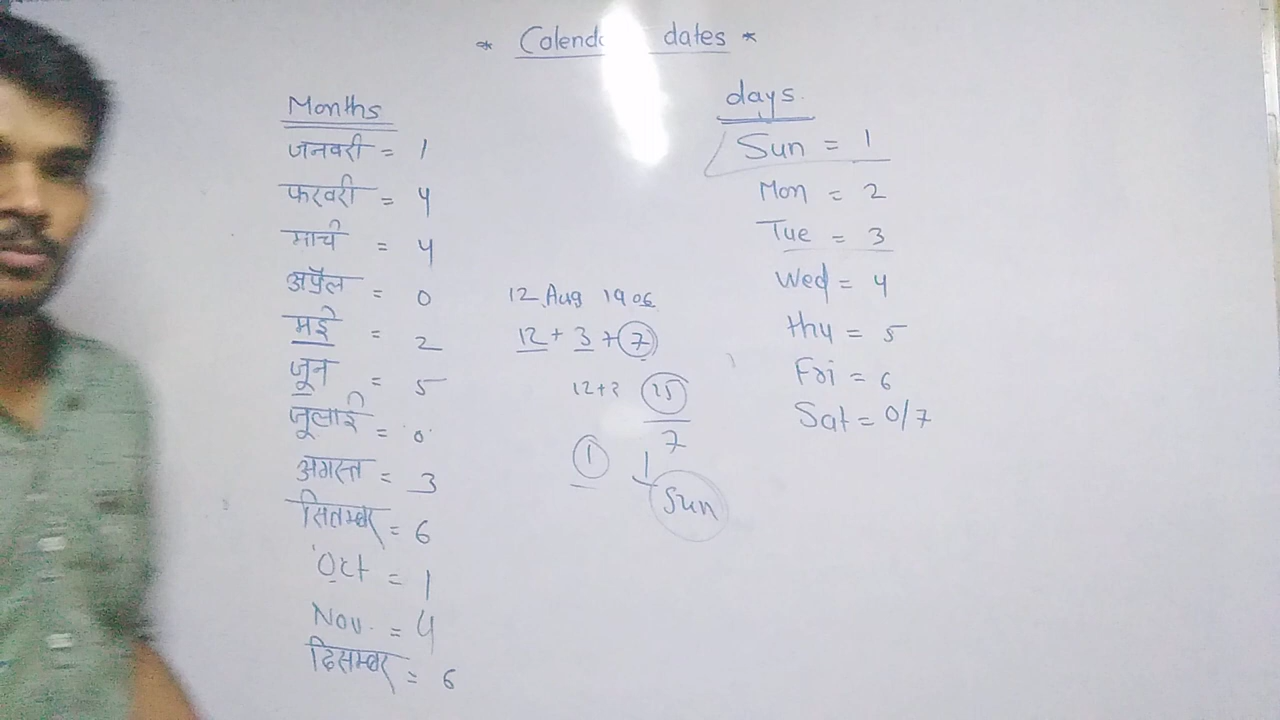 * Calend dates *
Months
जनवरी = 1
फरवरी = 4
मार्च = 4
अप्रैल = 0
मई = 2
जून = 5
जूलाई = 0
अगस्त = 3
सितम्बर = 6
Oct = 1
Nov. = 4
दिसम्बर = 6
12 Aug 1906
12 + 3 + 7
12+3
7
1
1
Sun
days.
Sun = 1
Mon = 2
Tue = 3
Wed = 4
thu = 5
Fri = 6
Sat = 0/7